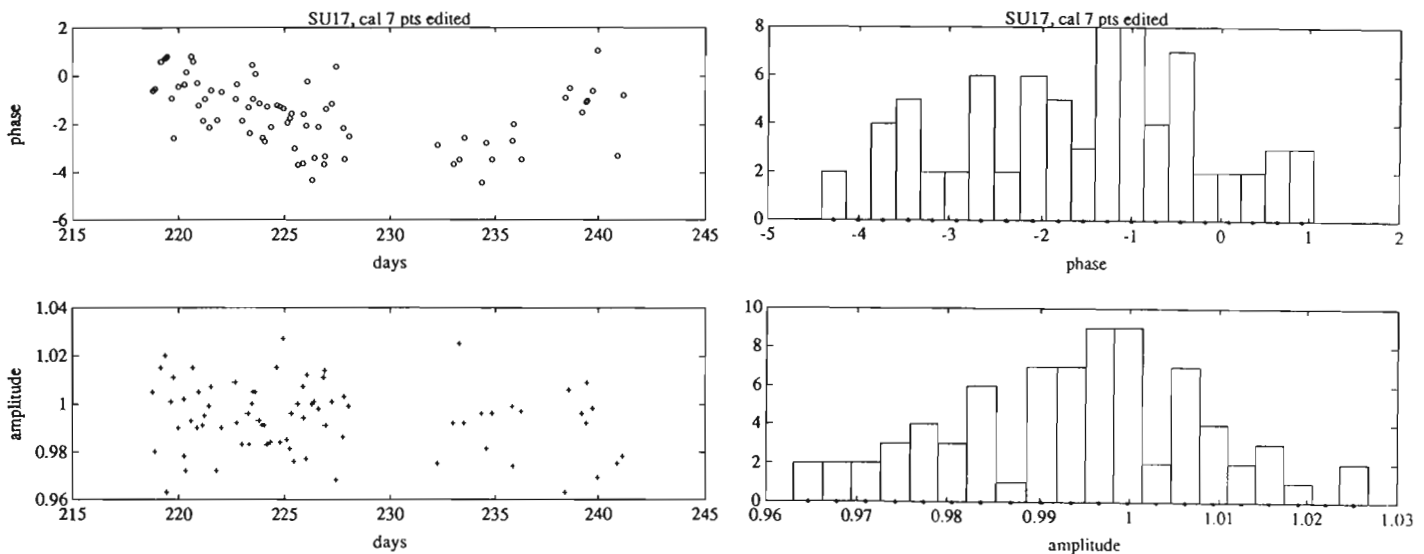 SU17, cal 7 pts edited
2
0
-2
-4
-6
phase
215 220 225 230 235 240 245
days
SU17, cal 7 pts edited
8
6
4
2
0
-5 -4 -3 -2 -1 0 1 2
phase
1.04
1.02
1
0.98
0.96
amplitude
215 220 225 230 235 240 245
days
10
8
6
4
2
0
0.96 0.97 0.98 0.99 1 1.01 1.02 1.03
amplitude